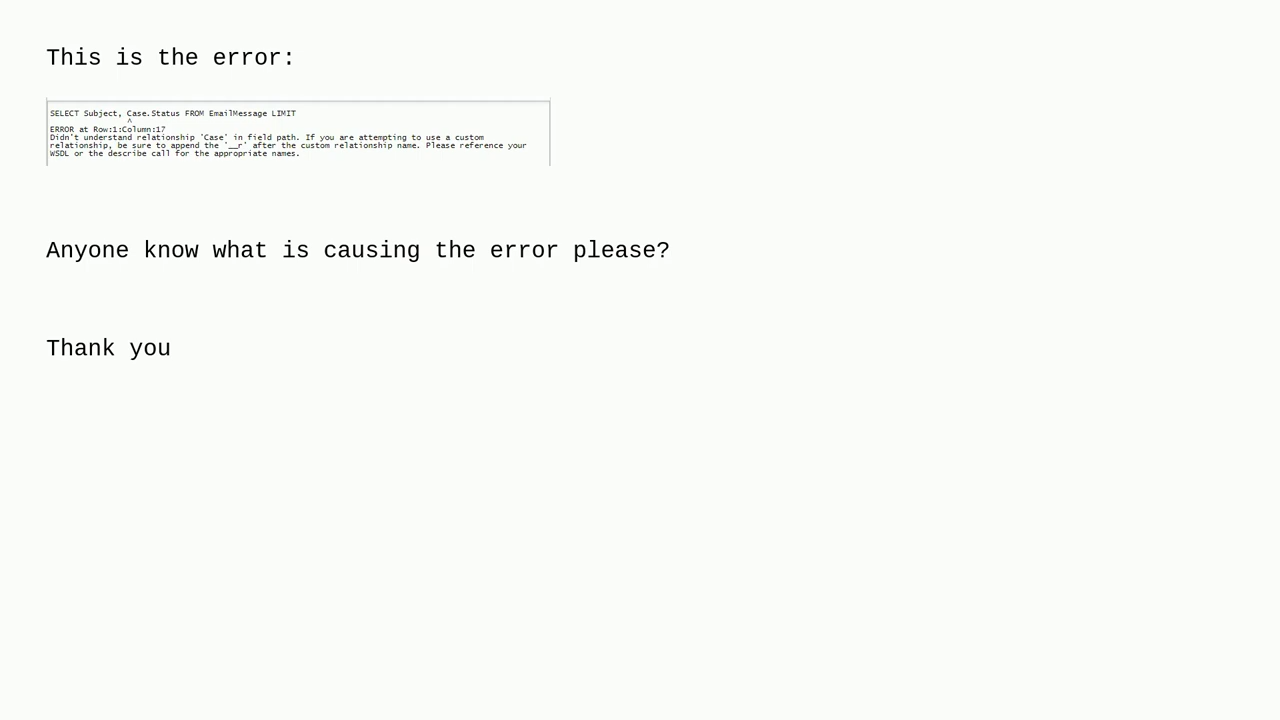 This is the error:
SELECT Subject, Case.Status FROM EmailMessage LIMIT
^
ERROR at Row:1:Column:17
Didn't understand relationship 'Case' in field path. If you are attempting to use a custom
relationship, be sure to append the '__r' after the custom relationship name. Please reference your
WSDL or the describe call for the appropriate names.
Anyone know what is causing the error please?
Thank you